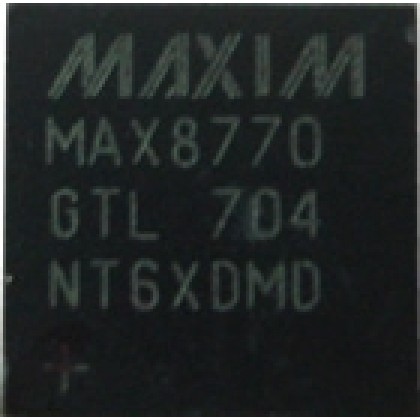 MAXIM
MAX8770
GTL 704
NT6XDMD
+